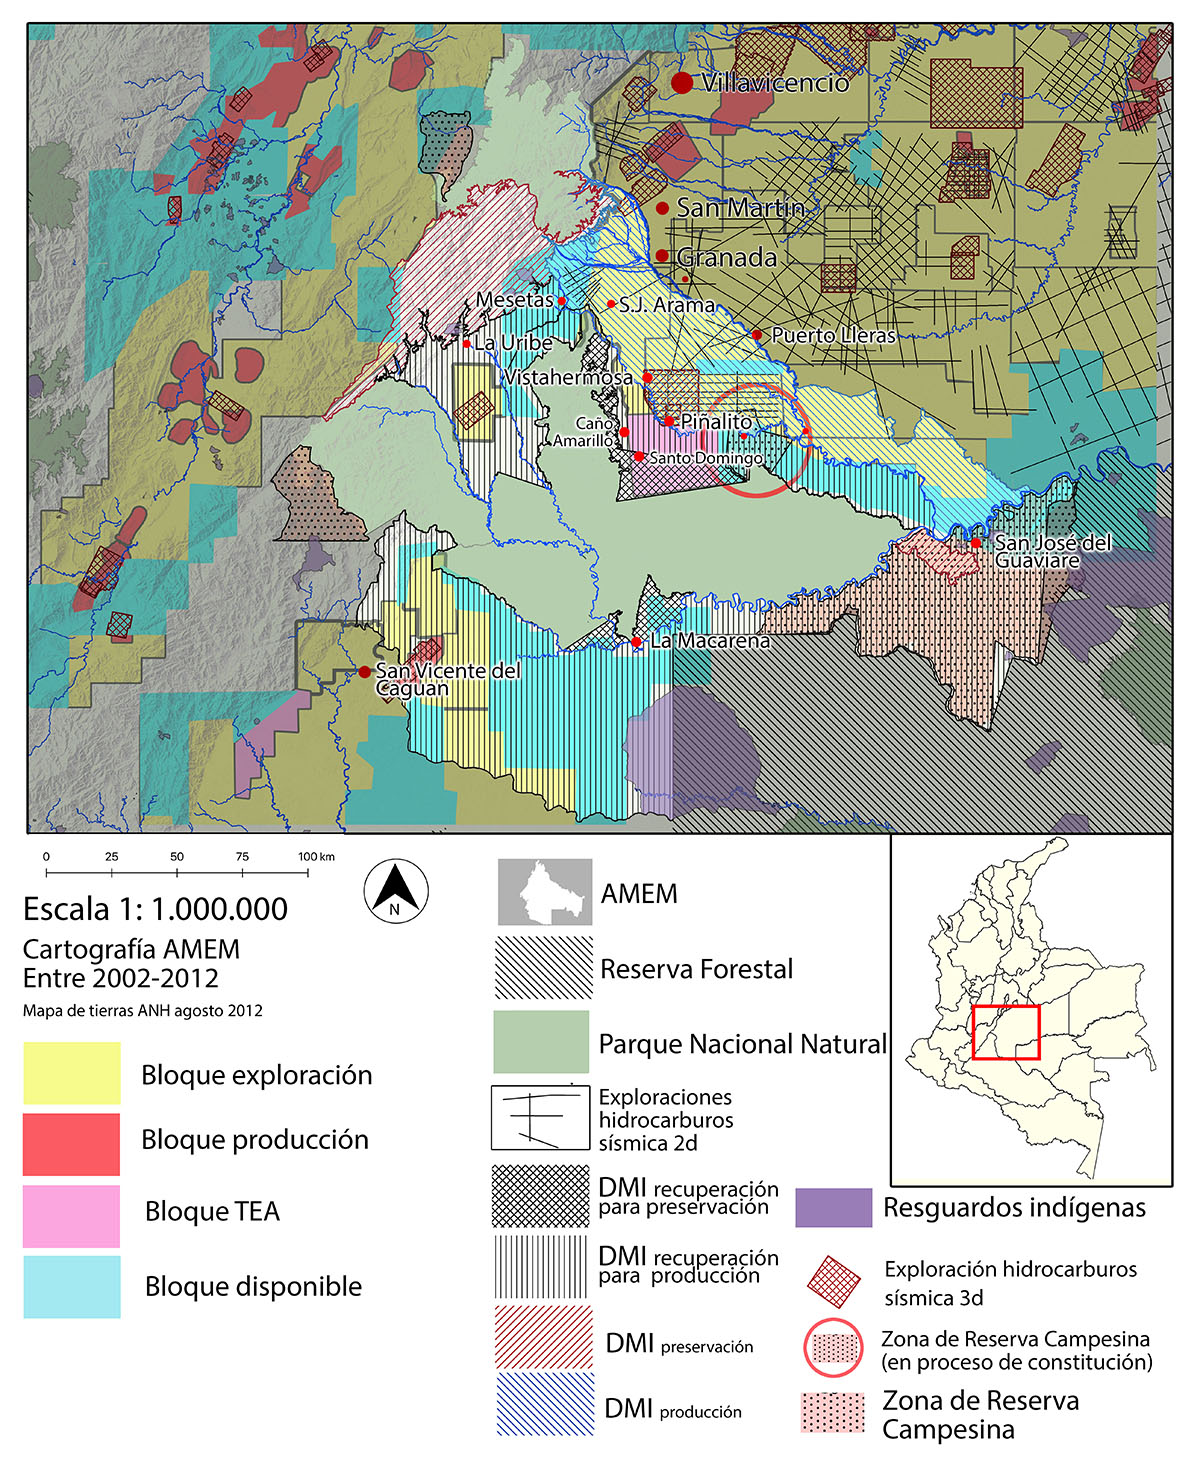 Villavicencio
San Martin
Granada
Mesetas
S.J. Arama
La Uribe
Puerto Lleras
Vistahermosa
Caño
Amarillo
Piñalito
Santo Domingo
San José del
Guaviare
La Macarena
San Vicente del
Caguan
0 25 50 75 100 km
N
Escala 1: 1.000.000
Cartografía AMEM
Entre 2002-2012
Mapa de tierras ANH agosto 2012
Bloque exploración
Bloque producción
Bloque TEA
Bloque disponible
AMEM
Reserva Forestal
Parque Nacional Natural
Exploraciones
hidrocarburos
sísmica 2d
DMI recuperación
para preservación
DMI recuperación
para producción
DMI preservación
DMI producción
Resguardos indígenas
Exploración hidrocarburos
sísmica 3d
Zona de Reserva Campesina
(en proceso de constitución)
Zona de Reserva
Campesina